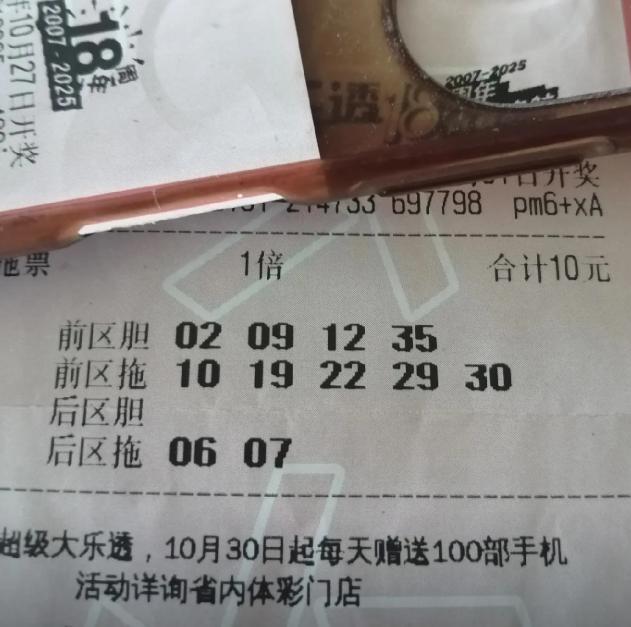 年10月27日开奖
18周年
2007-2025
2007-2025
乐透
日开奖
214733 697798 pm6+xA
拖票 1倍 合计10元
前区胆 02 09 12 35
前区拖 10 19 22 29 30
后区胆
后区拖 06 07
超级大乐透，10月30日起每天赠送100部手机
活动详询省内体彩门店